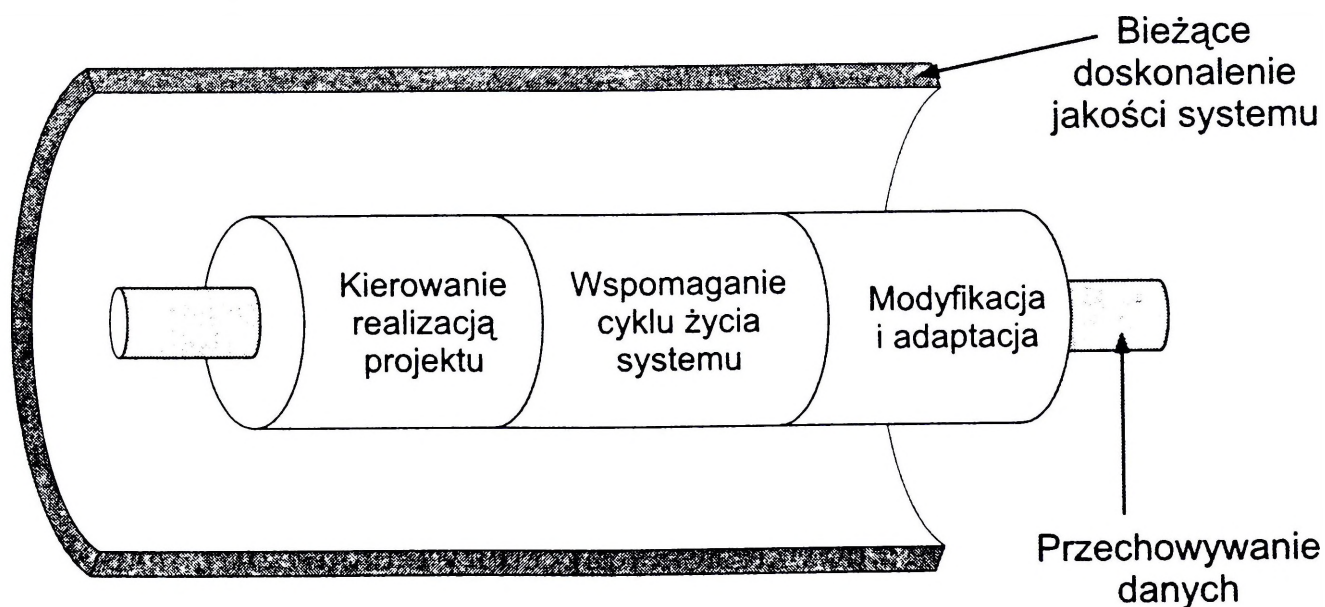 Bieżące
doskonalenie
jakości systemu
Kierowanie
realizacją
projektu
Wspomaganie
cyklu życia
systemu
Modyfikacja
i adaptacja
Przechowywanie
danych